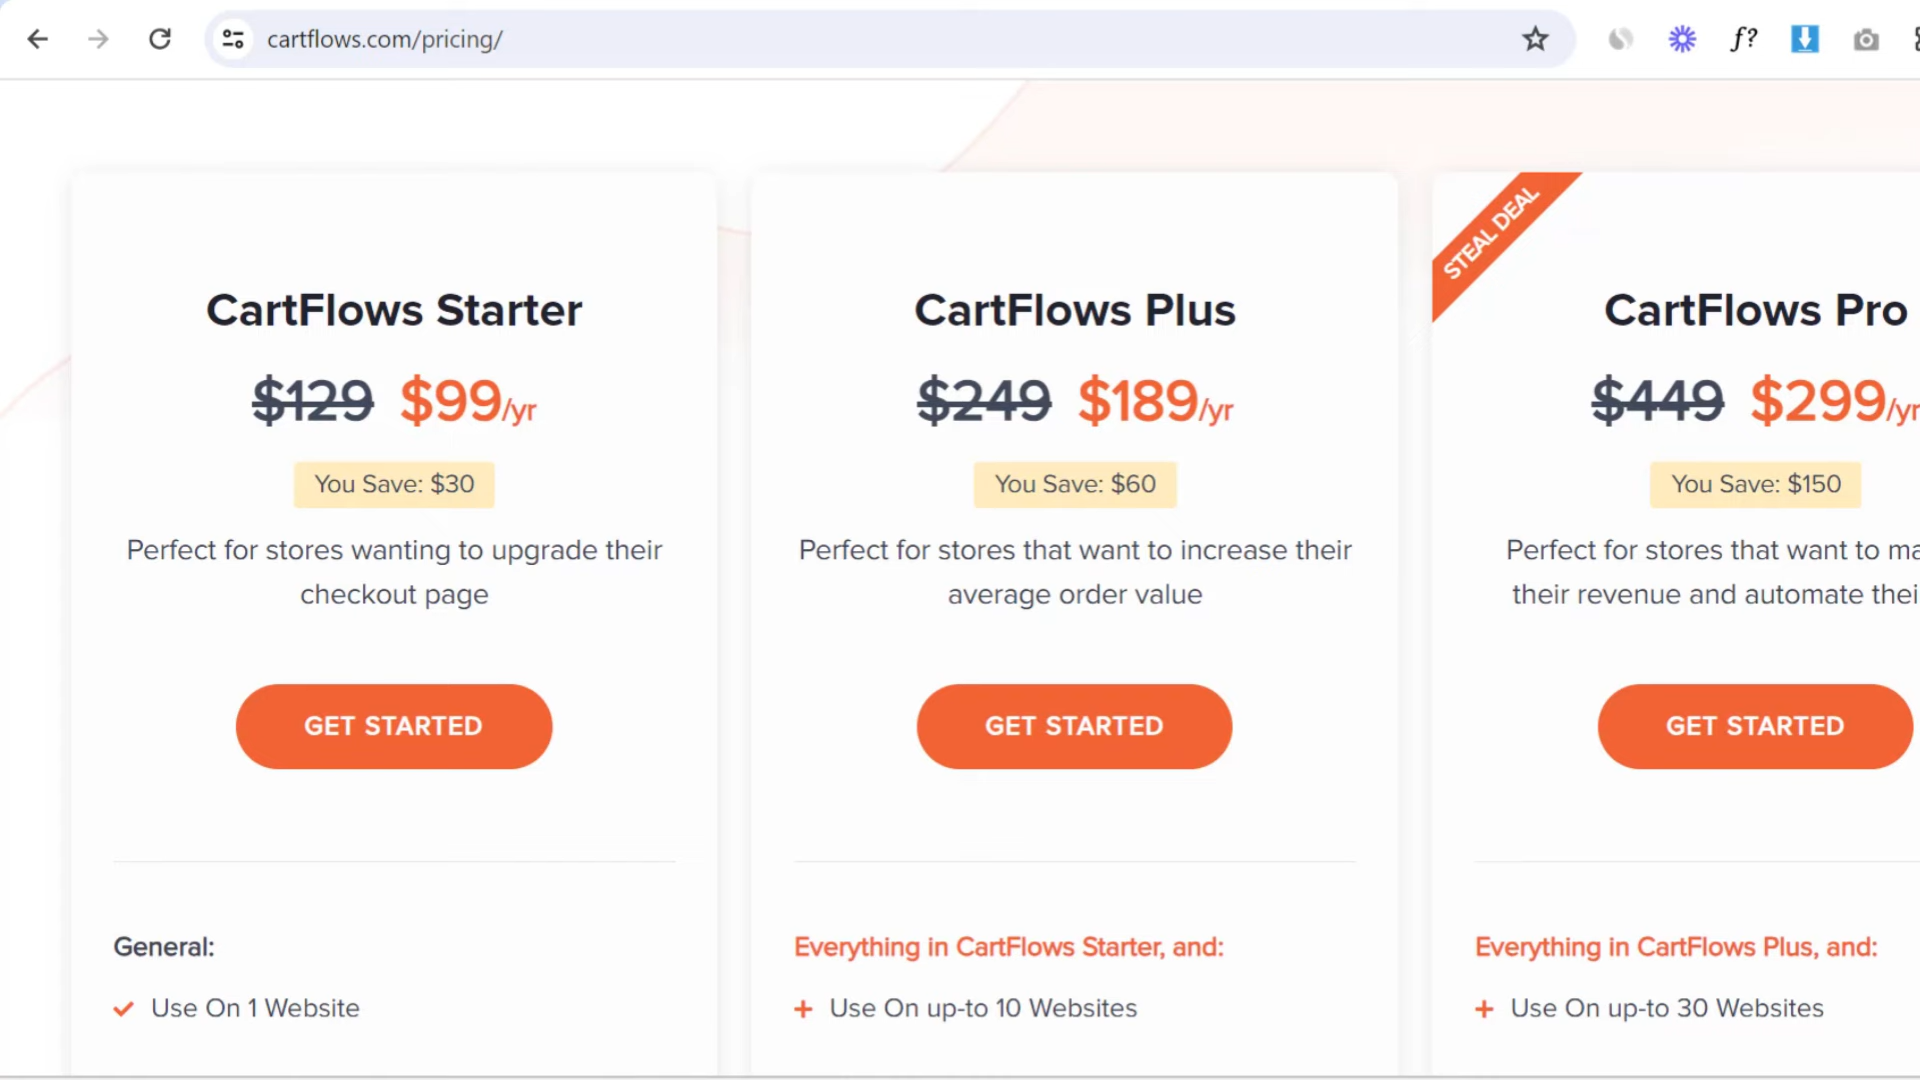 cartflows.com/pricing/
f?
STEAL DEAL
CartFlows Starter
$129 $99/yr
You Save: $30
Perfect for stores wanting to upgrade their
checkout page
GET STARTED
General:
Use On 1 Website
CartFlows Plus
$249 $189/yr
You Save: $60
Perfect for stores that want to increase their
average order value
GET STARTED
Everything in CartFlows Starter, and:
Use On up-to 10 Websites
CartFlows Pro
$449 $299/yr
You Save: $150
Perfect for stores that want to
their revenue and automate
GET STARTED
Everything in CartFlows Plus, and:
Use On up-to 30 Websites